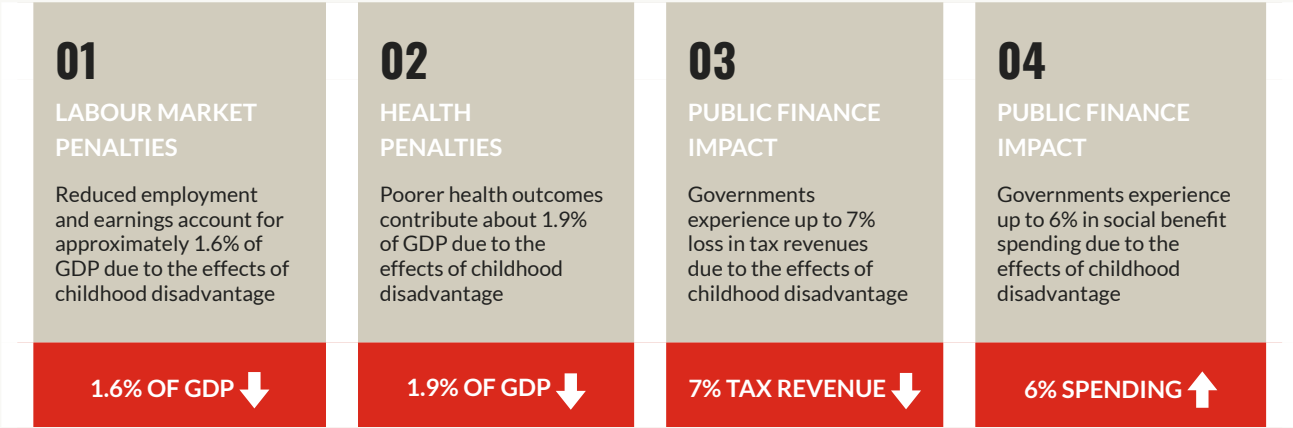 01
LABOUR MARKET
PENALTIES
Reduced employment
and earnings account for
approximately 1.6% of
GDP due to the effects of
childhood disadvantage
1.6% OF GDP
02
HEALTH
PENALTIES
Poorer health outcomes
contribute about 1.9%
of GDP due to the
effects of childhood
disadvantage
1.9% OF GDP
03
PUBLIC FINANCE
IMPACT
Governments
experience up to 7%
loss in tax revenues
due to the effects of
childhood disadvantage
7% TAX REVENUE
04
PUBLIC FINANCE
IMPACT
Governments experience
up to 6% in social benefit
spending due to the
effects of childhood
disadvantage
6% SPENDING